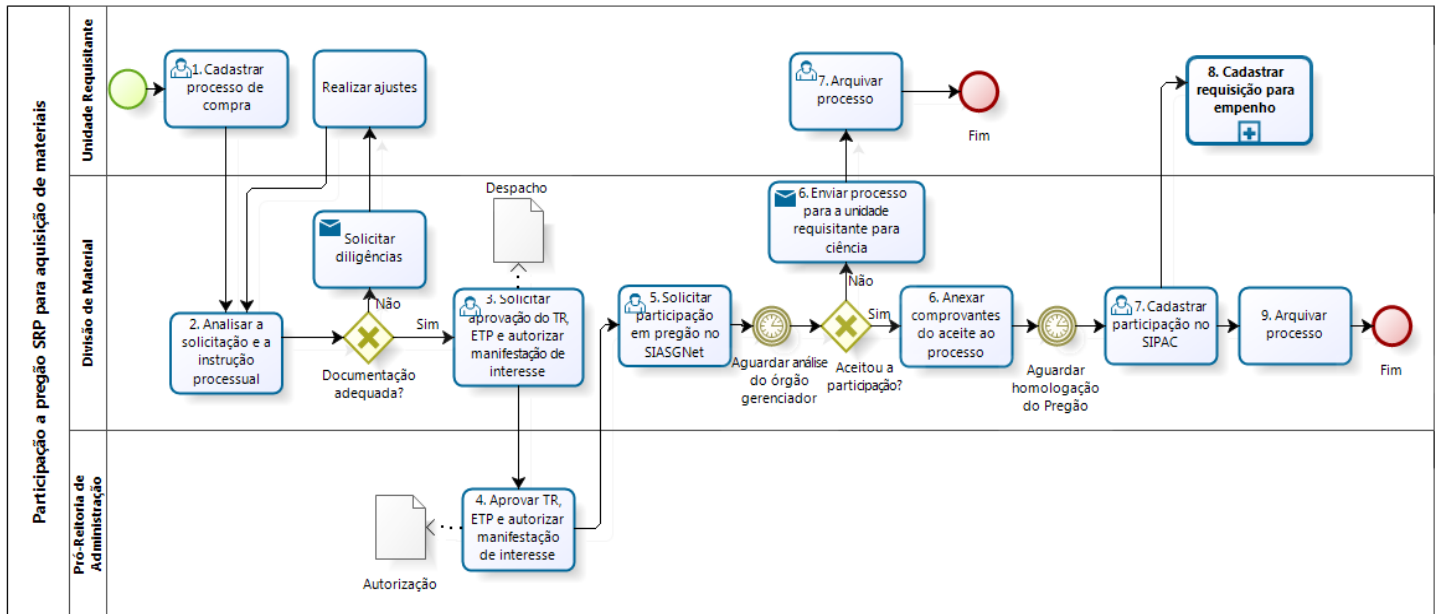 Participação a pregão SRP para aquisição de materiais
Unidade Requisitante
1. Cadastrar
processo de
compra
Realizar ajustes
7. Arquivar
processo
Fim
8. Cadastrar
requisição para
empenho
Divisão de Material
2. Analisar a
solicitação e a
instrução
processual
Solicitar
diligências
Não
Documentação
adequada?
Sim
Despacho
3. Solicitar
aprovação do TR,
ETP e autorizar
manifestação de
interesse
5. Solicitar
participação
em pregão no
SIASGNet
Aguardar análise
do órgão
gerenciador
6. Enviar processo
para a unidade
requisitante para
ciência
Não
Aceitou a
participação?
Sim
6. Anexar
comprovantes
do aceite ao
processo
Aguardar
homologação
do Pregão
7. Cadastrar
participação no
SIPAC
9. Arquivar
processo
Fim
Pró-Reitoria de
Administração
Autorização
4. Aprovar TR,
ETP e autorizar
manifestação
de interesse